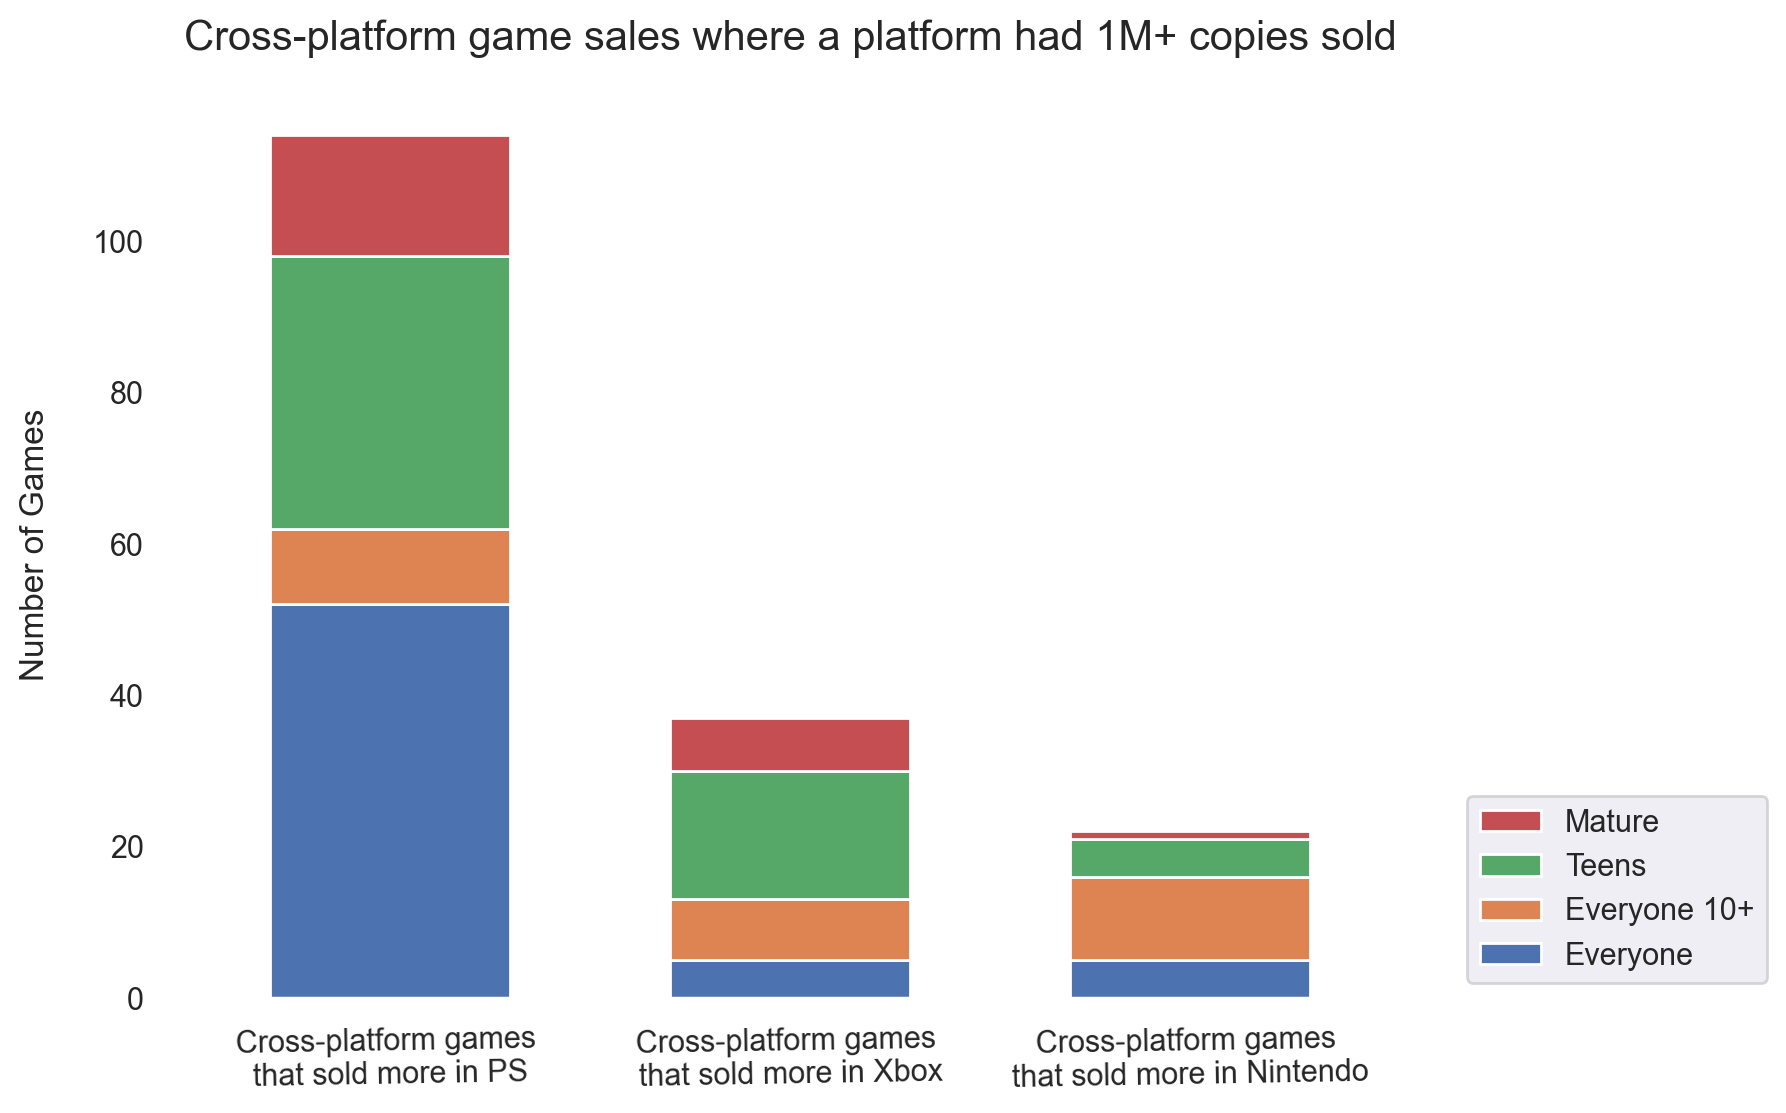 Cross-platform game sales where a platform had 1M+ copies sold
Number of Games
100
80
60
40
20
0
Cross-platform games
that sold more in PS
Cross-platform games
that sold more in Xbox
Cross-platform games
that sold more in Nintendo
Mature
Teens
Everyone 10+
Everyone